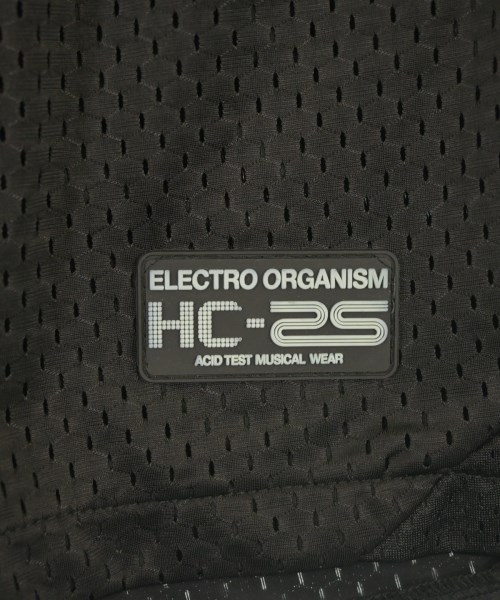 ELECTRO ORGANISM
HC-25
ACID TEST MUSICAL WEAR